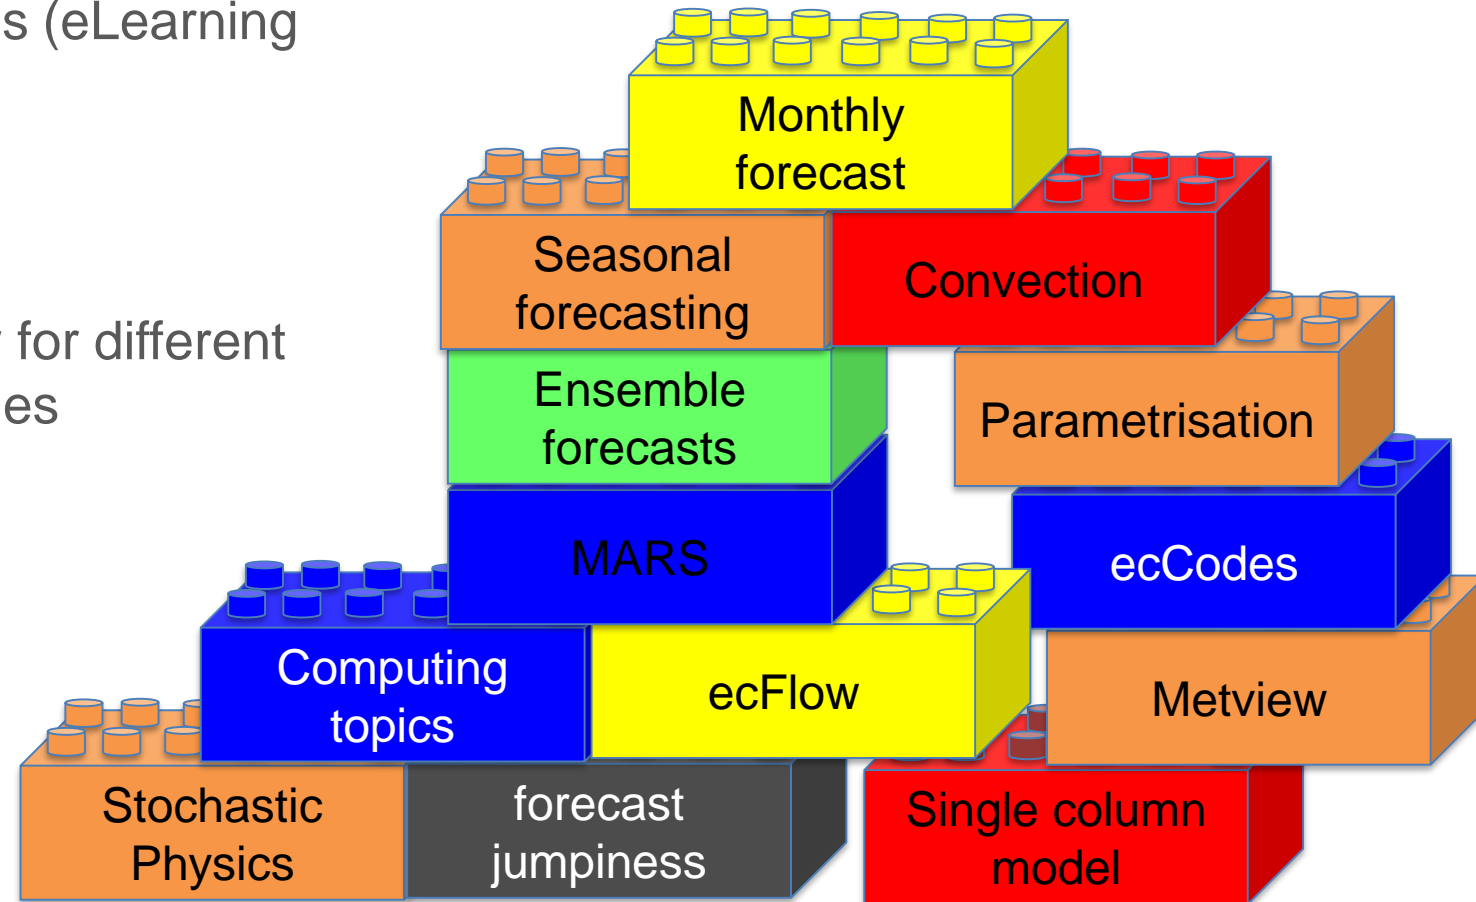 s (eLearning
for different
es
Monthly
forecast
Seasonal
forecasting
Convection
Ensemble
forecasts
Parametrisation
MARS
ecCodes
Computing
topics
ecFlow
Metview
Stochastic
Physics
forecast
jumpiness
Single column
model